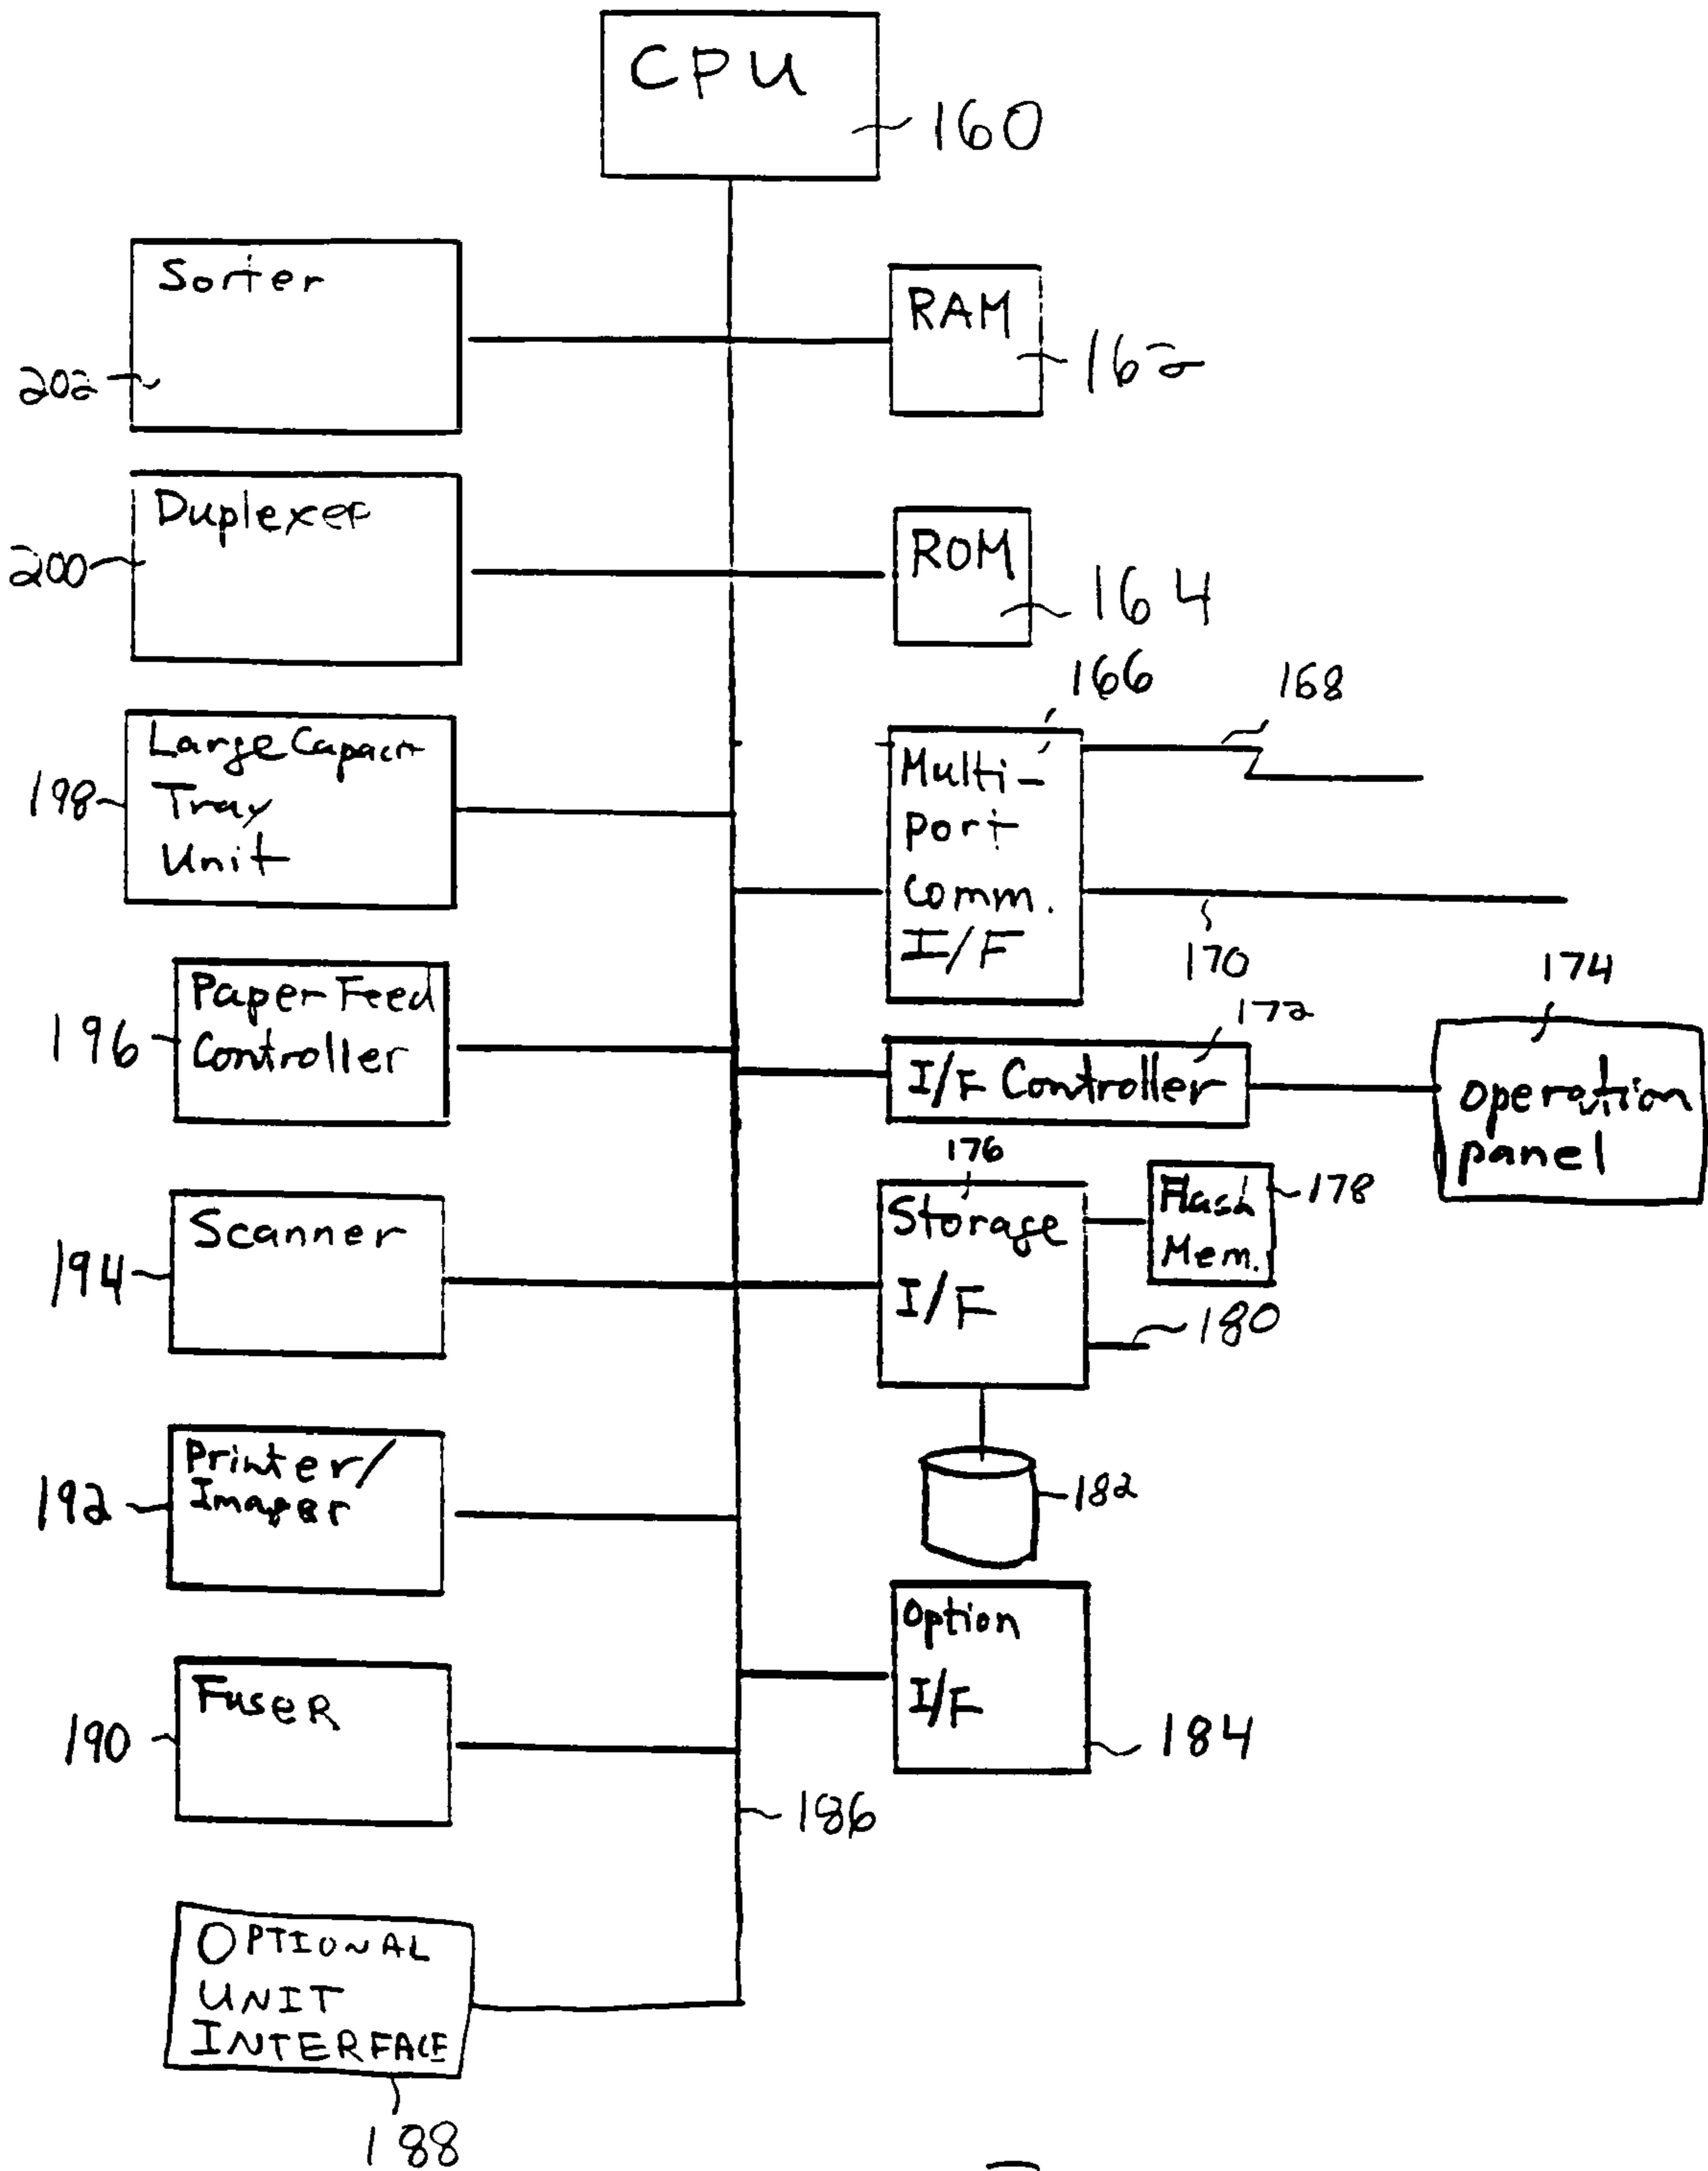 CPU
160
Sorter
202
RAM
162
Duplexer
200
ROM
164
166
168
Large Capacit
Tray
Unit
198
Multi-
port
Comm.
I/F
170
174
Paper Feed
Controller
196
172
I/F Controller
operation
panel
176
Storage
I/F
Flash
Mem.
178
180
Scanner
194
182
Printer/
Imager
192
Option
I/F
184
Fuser
190
186
OPTIONAL
UNIT
INTERFACE
188